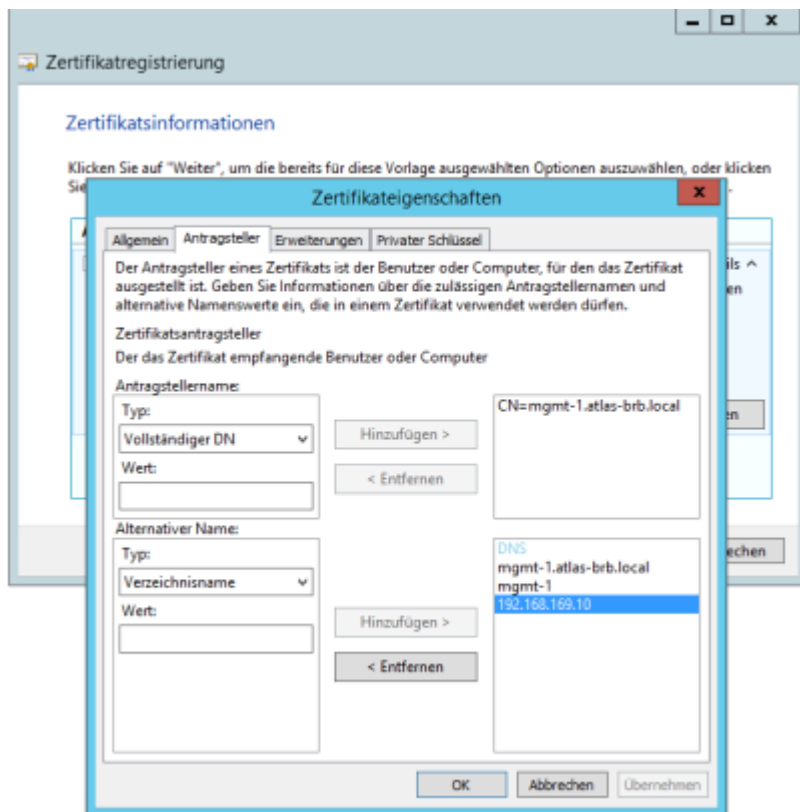 Zertifikatregistrierung
Zertifikatsinformationen
Klicken Sie auf "Weiter", um die bereits für diese Vorlage ausgewählten Optionen auszuwählen, oder klicken
Sie
Zertifikateigenschaften
X
Allgemein Antragsteller Erweiterungen Privater Schlüssel
Der Antragsteller eines Zertifikats ist der Benutzer oder Computer, für den das Zertifikat
ausgestellt ist. Geben Sie Informationen über die zulässigen Antragstellernamen und
alternative Namenswerte ein, die in einem Zertifikat verwendet werden dürfen.
Zertifikatsantragsteller
Der das Zertifikat empfangende Benutzer oder Computer
Antragstellername:
Typ:
Vollständiger DN
Wert:
Hinzufügen >
< Entfernen
CN=mgmt-1.atlas-brb.local
Alternativer Name:
Typ:
Verzeichnisname
Wert:
Hinzufügen >
< Entfernen
DNS
mgmt-1.atlas-brb.local
mgmt-1
192.168.169.10
OK Abbrechen Übernehmen